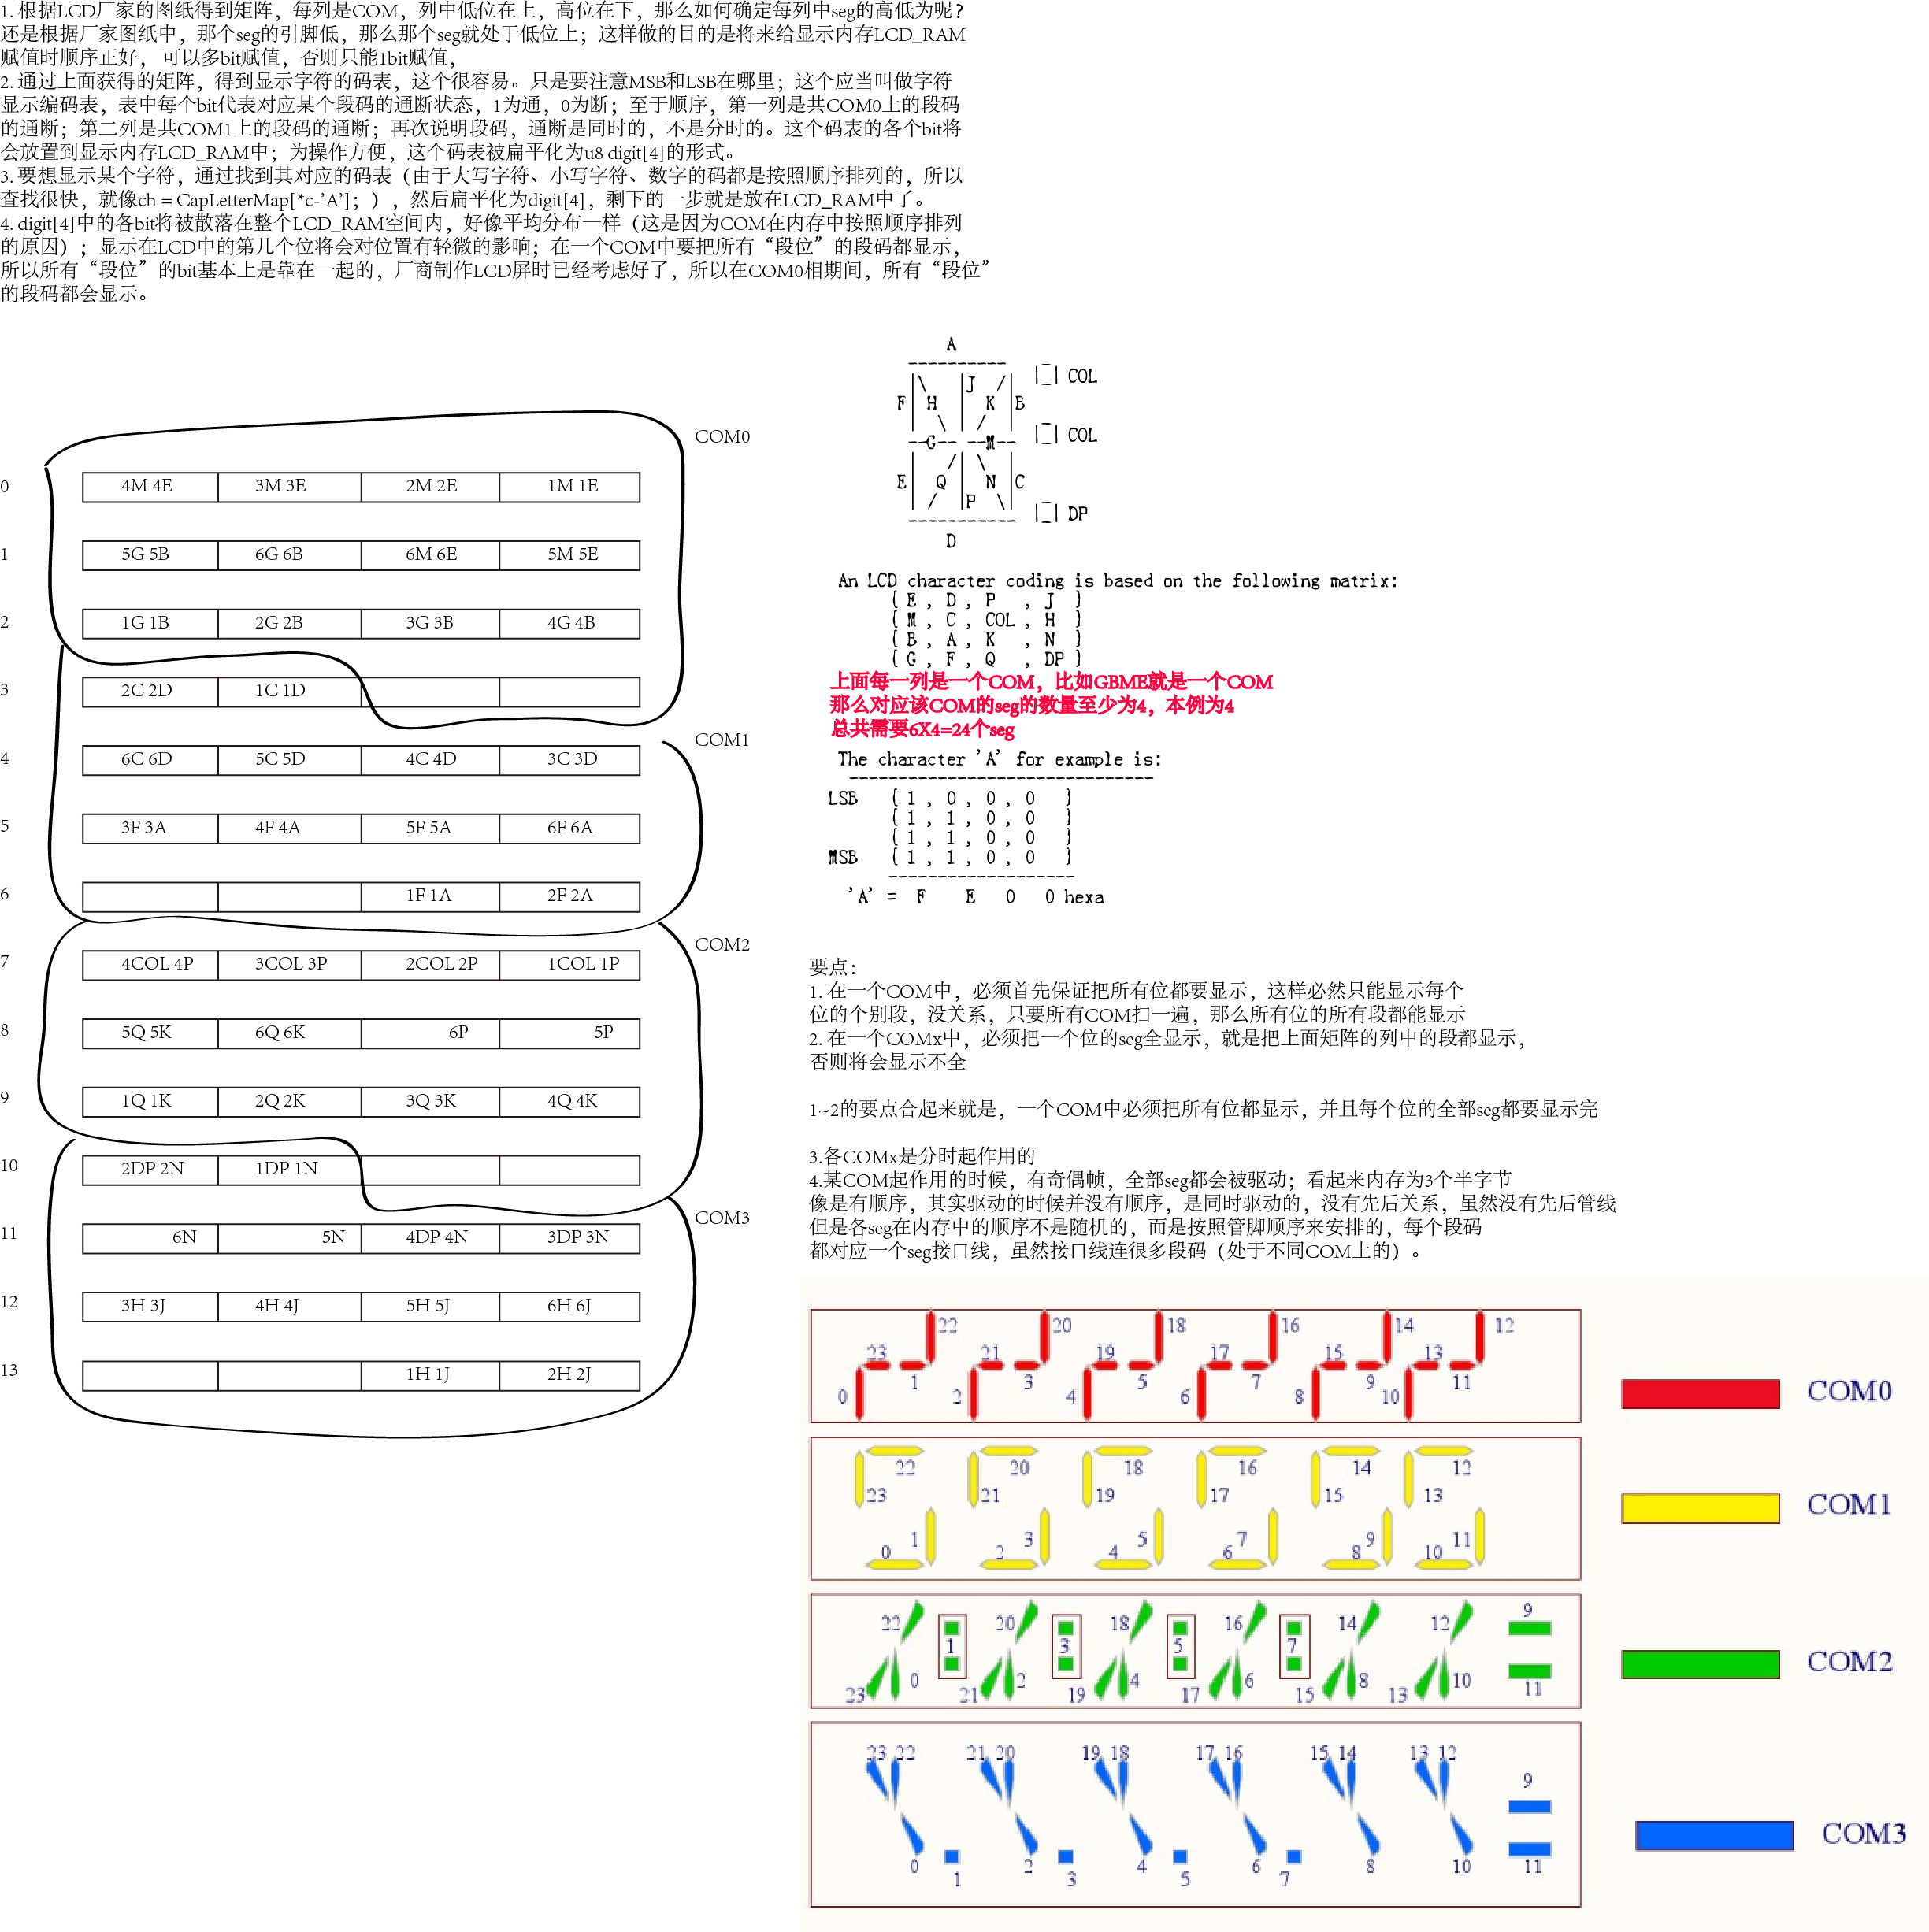 1. 根据LCD厂家的图纸得到矩阵，每列是COM，列中低位在上，高位在下，那么如何确定每列中seg的高低为呢？
还是根据厂家图纸中，那个seg的引脚低，那么那个seg就处于低位上；这样做的目的是将来给显示内存LCD_RAM
赋值时顺序正好，可以多bit赋值，否则只能1bit赋值，
2. 通过上面获得的矩阵，得到显示字符的码表，这个很容易。只是要注意MSB和LSB在哪里；这个应当叫做字符
显示编码表，表中每个bit代表对应某个段码的通断状态，1为通，0为断；至于顺序，第一列是共COM0上的段码
的通断；第二列是共COM1上的段码的通断；再次说明段码，通断是同时的，不是分时的。这个码表的各个bit将
会放置到显示内存LCD_RAM中；为操作方便，这个码表被扁平化为u8 digit[4]的形式。
3. 要想显示某个字符，通过找到其对应的码表（由于大写字符、小写字符、数字的码都是按照顺序排列的，所以
查找很快，就像ch = CapLetterMap[*c-'A']；），然后扁平化为digit[4]，剩下的一步就是放在LCD_RAM中了。
4. digit[4]中的各bit将被散落在整个LCD_RAM空间内，好像平均分布一样（这是因为COM在内存中按照顺序排列
的原因）；显示在LCD中的第几个位将会对位置有轻微的影响；在一个COM中要把所有“段位”的段码都显示，
所以所有“段位”的bit基本上是靠在一起的，厂商制作LCD屏时已经考虑好了，所以在COM0相期间，所有“段位”
的段码都会显示。
COM0
0 4M 4E 3M 3E 2M 2E 1M 1E
1 5G 5B 6G 6B 6M 6E 5M 5E
2 1G 1B 2G 2B 3G 3B 4G 4B
3 2C 2D 1C 1D
COM1
4 6C 6D 5C 5D 4C 4D 3C 3D
5 3F 3A 4F 4A 5F 5A 6F 6A
6 1F 1A 2F 2A
COM2
7 4COL 4P 3COL 3P 2COL 2P 1COL 1P
8 5Q 5K 6Q 6K 6P 5P
9 1Q 1K 2Q 2K 3Q 3K 4Q 4K
10 2DP 2N 1DP 1N
COM3
11 6N 5N 4DP 4N 3DP 3N
12 3H 3J 4H 4J 5H 5J 6H 6J
13 1H 1J 2H 2J
A
J COL
F H K B
G M COL
E Q N C
P DP
D
An LCD character coding is based on the following matrix:
{ E , D , P , J }
{ M , C , COL , H }
{ B , A , K , N }
{ G , F , Q , DP }
上面每一列是一个COM，比如GBME就是一个COM
那么对应该COM的seg的数量至少为4，本例为4
总共需要6X4=24个seg
The character 'A' for example is:
-------------------------------
LSB { 1 , 0 , 0 , 0 }
{ 1 , 1 , 0 , 0 }
{ 1 , 1 , 0 , 0 }
MSB { 1 , 1 , 0 , 0 }
-------------------
'A' = F E 0 0 hexa
要点：
1. 在一个COM中，必须首先保证把所有位都要显示，这样必然只能显示每个
位的个别段，没关系，只要所有COM扫一遍，那么所有位的所有段都能显示
2. 在一个COMx中，必须把一个位的seg全显示，就是把上面矩阵的列中的段都显示，
否则将会显示不全
1~2的要点合起来就是，一个COM中必须把所有位都显示，并且每个位的全部seg都要显示完
3.各COMx是分时起作用的
4.某COM起作用的时候，有奇偶帧，全部seg都会被驱动；看起来内存为3个半字节
像是有顺序，其实驱动的时候并没有顺序，是同时驱动的，没有先后关系，虽然没有先后管线
但是各seg在内存中的顺序不是随机的，而是按照管脚顺序来安排的，每个段码
都对应一个seg接口线，虽然接口线连很多段码（处于不同COM上的）。
22 20 18 16 14 12
23 21 19 17 15 13
0 1 2 3 4 5 6 7 8 9 10 11
COM0
22 20 18 16 14 12
23 21 19 17 15 13
0 1 2 3 4 5 6 7 8 9 10 11
COM1
22 20 18 16 14 12 9
1 3 5 7
23 0 21 2 19 4 17 6 15 8 13 10 11
COM2
23 22 21 20 19 18 17 16 15 14 13 12 9
0 1 2 3 4 5 6 7 8 10 11
COM3